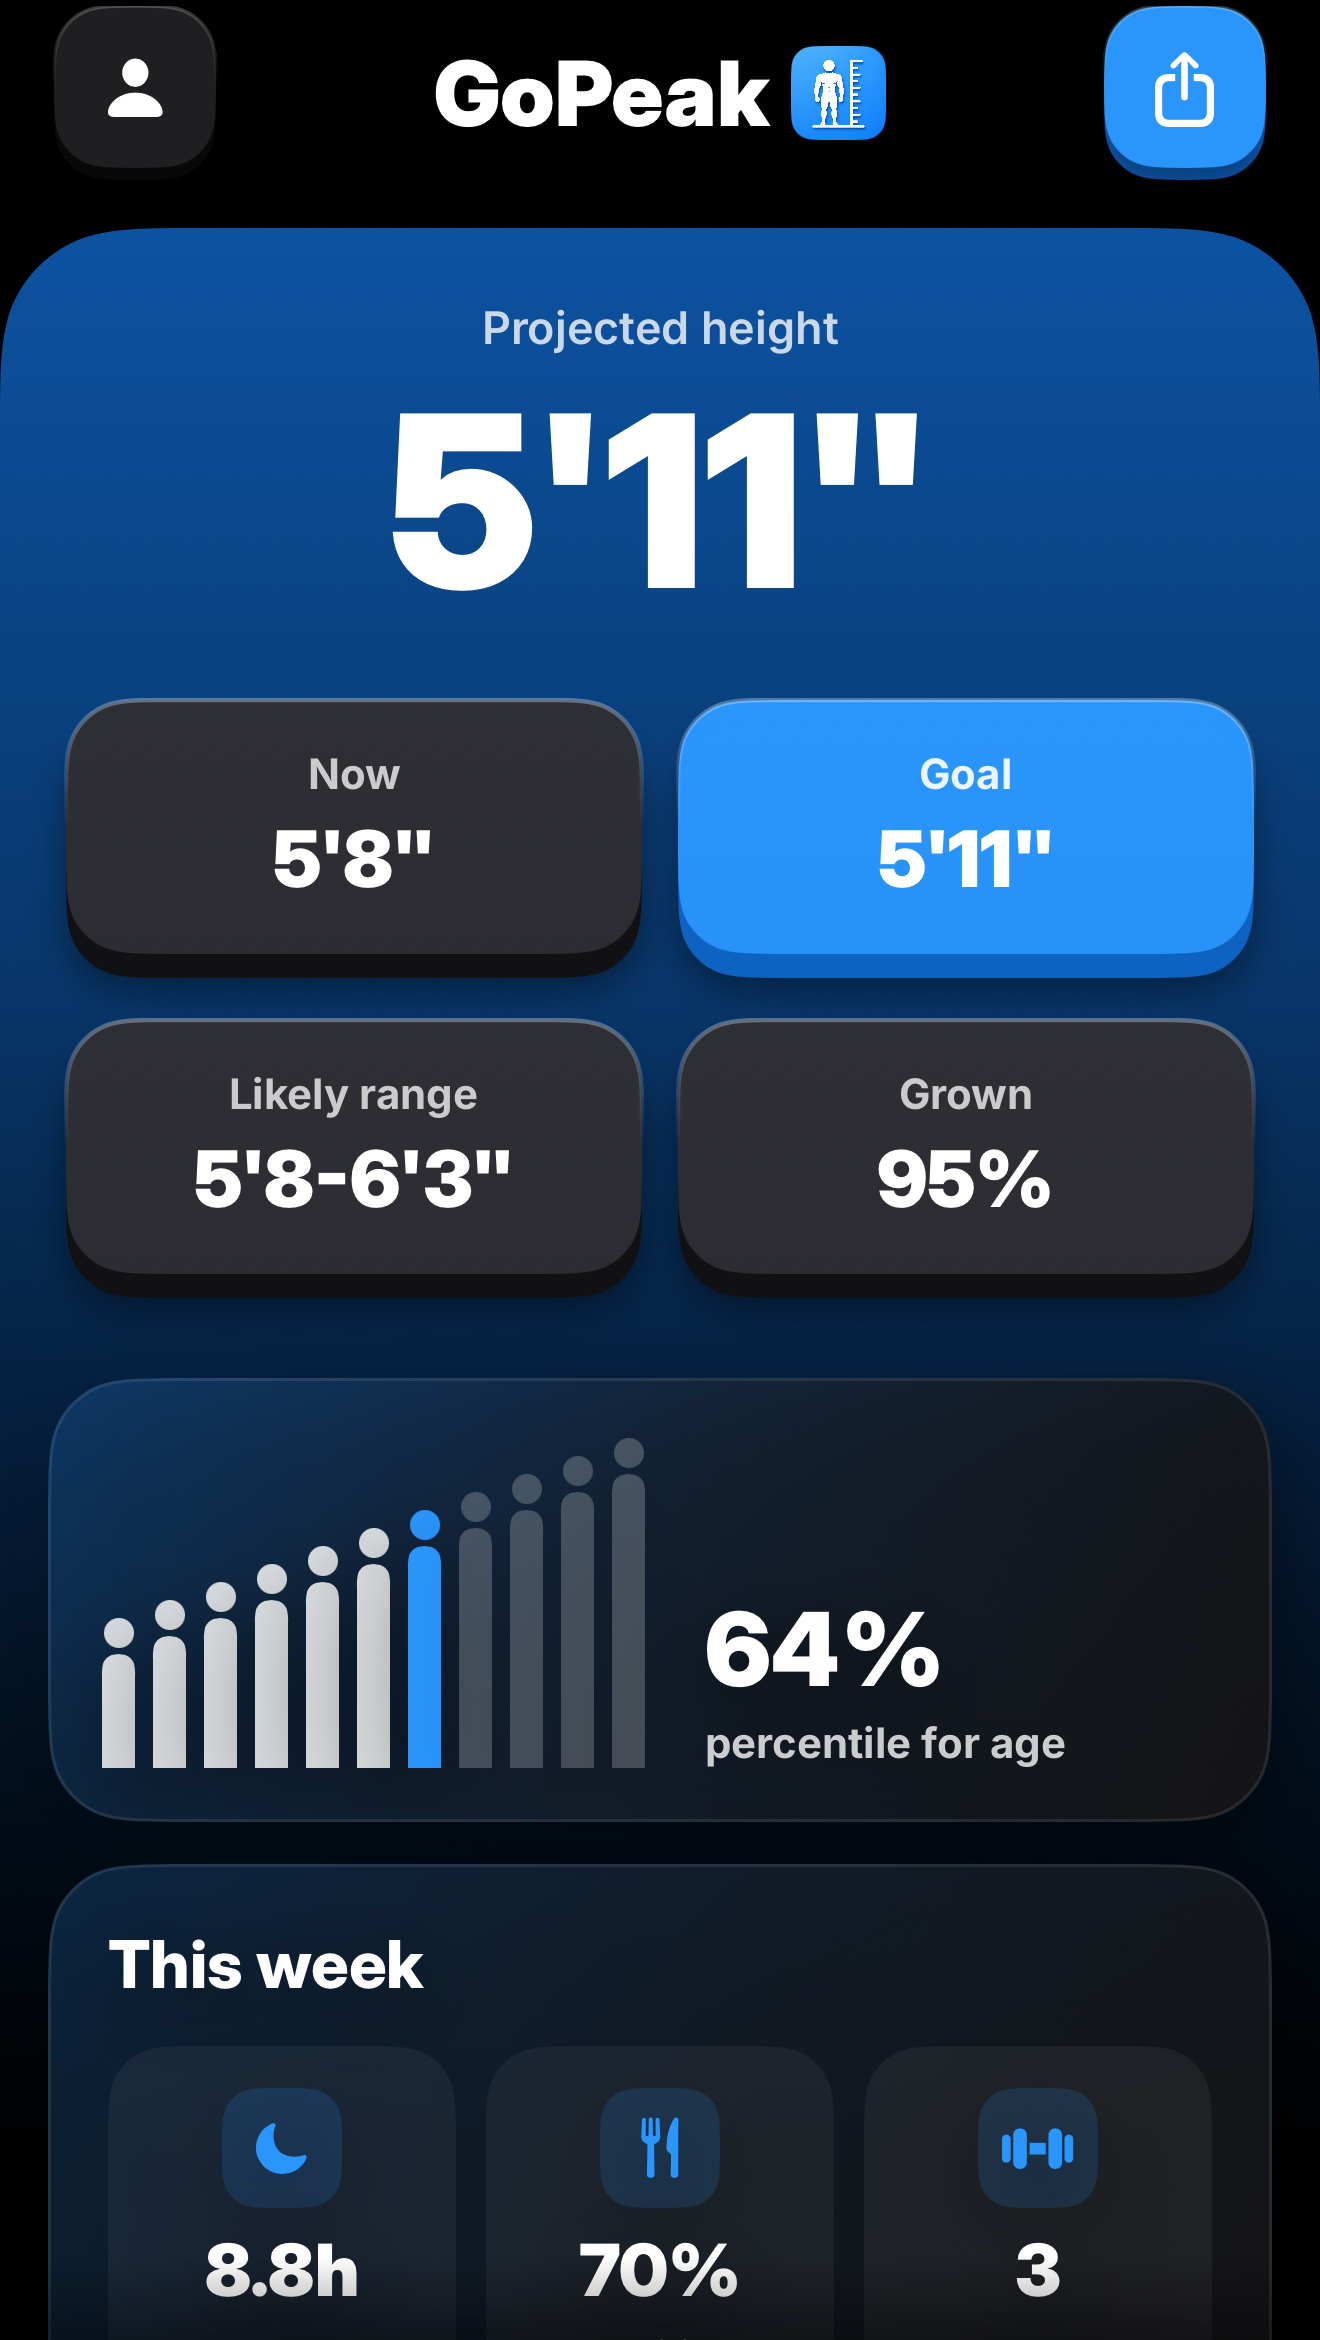 GoPeak
Projected height
5'11"
Now
5'8"
Goal
5'11"
Likely range
5'8-6'3"
Grown
95%
64%
percentile for age
This week
8.8h
70%
3